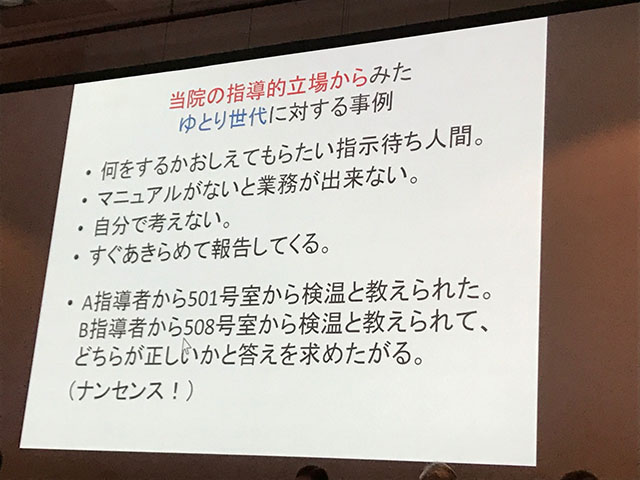 当院の指導的立場からみた
ゆとり世代に対する事例
• 何をするかおしえてもらたい指示待ち人間。
• マニュアルがないと業務が出来ない。
• 自分で考えない。
• すぐあきらめて報告してくる。
• A指導者から501号室から検温と教えられた。
B指導者から508号室から検温と教えられて、
どちらが正しいかと答えを求めたがる。
（ナンセンス！）